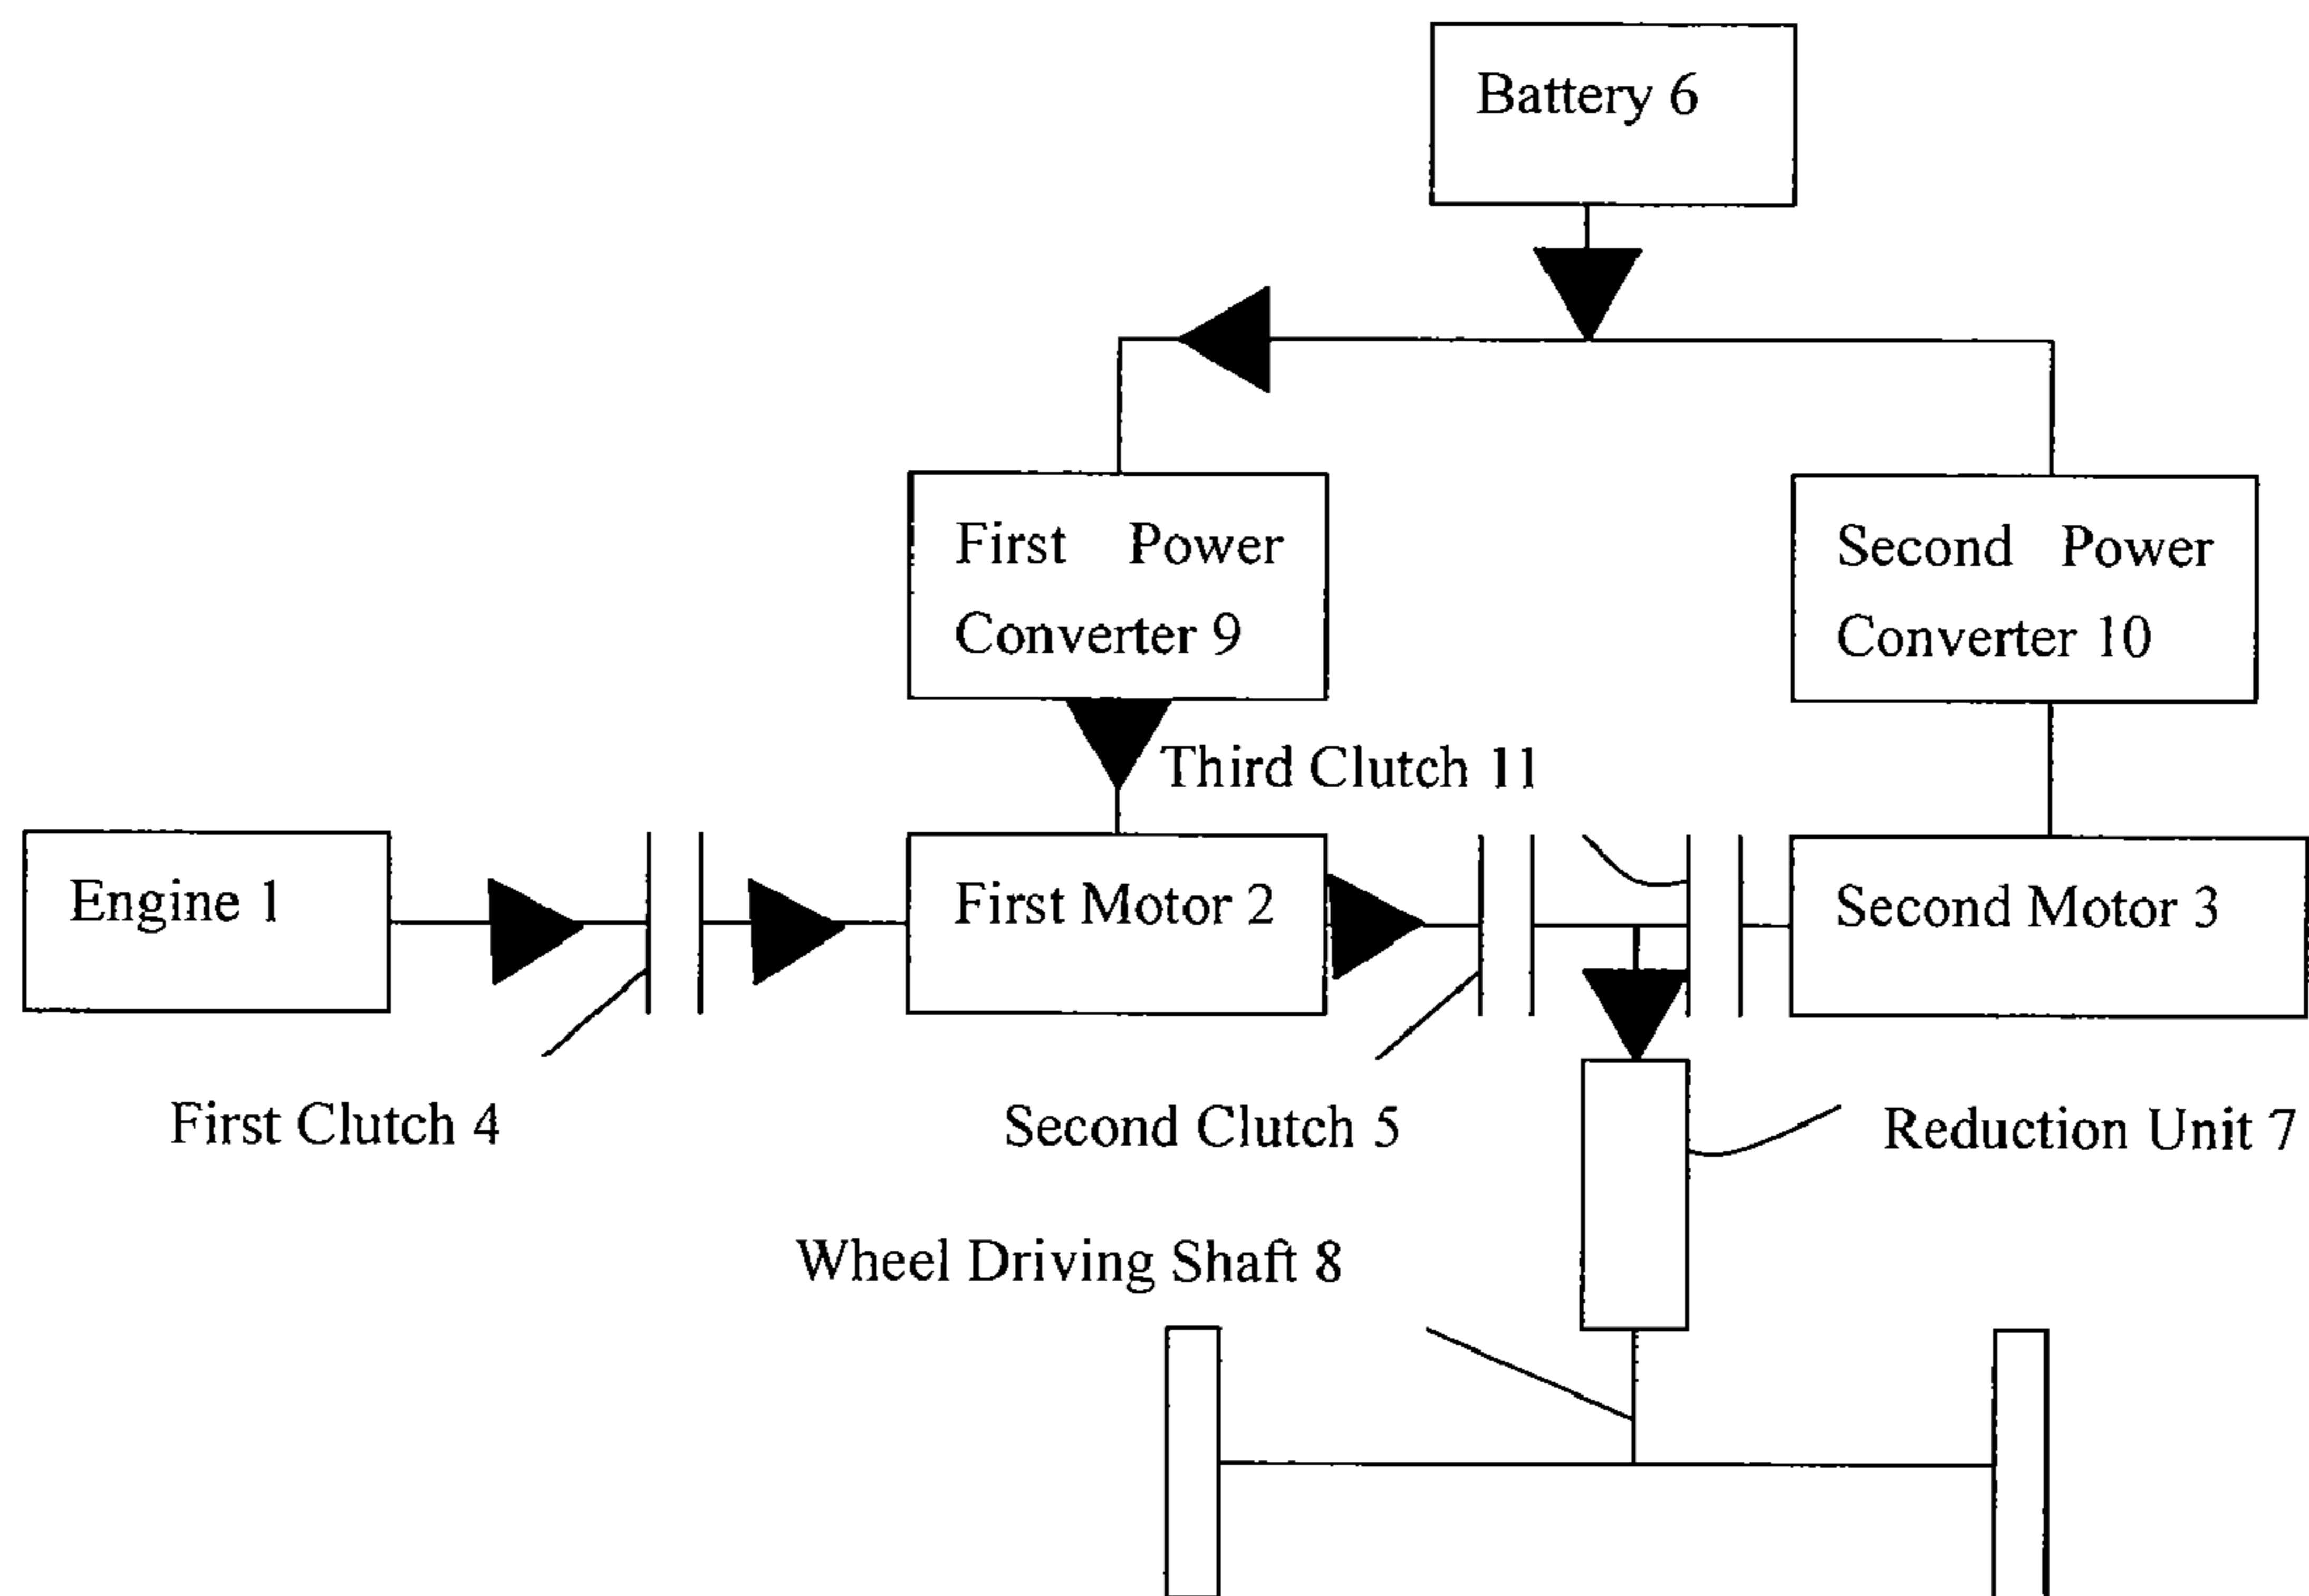 Battery 6
First Power
Converter 9
Second Power
Converter 10
Third Clutch 11
Engine 1
First Motor 2
Second Motor 3
First Clutch 4
Second Clutch 5
Reduction Unit 7
Wheel Driving Shaft 8